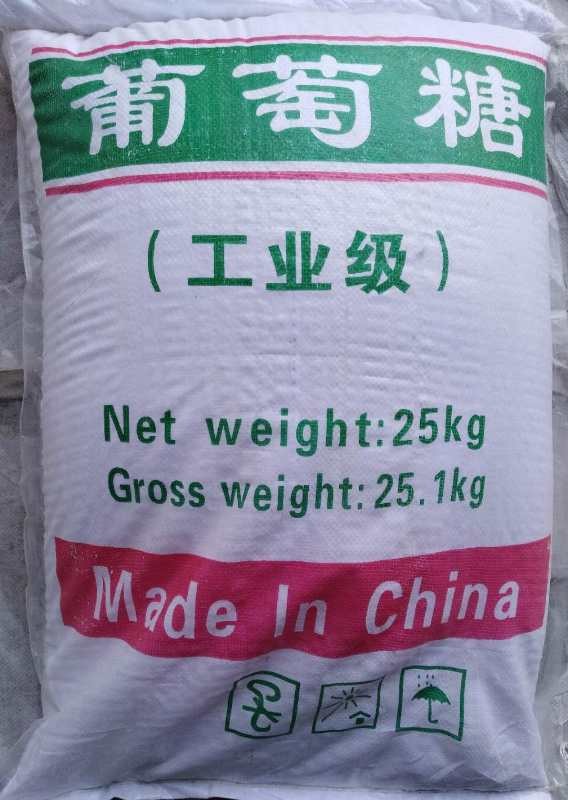 葡萄糖
(工业级)
Net weight:25kg
Gross weight:25.1kg
Made In China